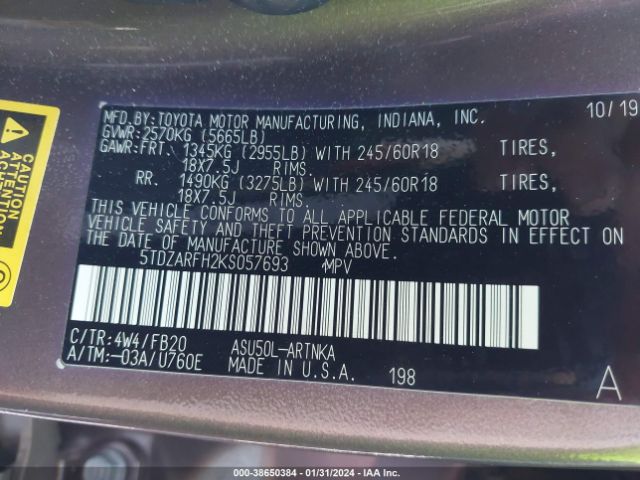 MFD.BY:TOYOTA MOTOR MANUFACTURING, INDIANA, INC. 10/19
GVWR:2570KG (5665LB)
GAWR:FRT. 1345KG (2955LB) WITH 245/60R18 TIRES,
18X7.5J RIMS.
RR. 1490KG (3275LB) WITH 245/60R18 TIRES,
18X7.5J RIMS.
THIS VEHICLE CONFORMS TO ALL APPLICABLE FEDERAL MOTOR
VEHICLE SAFETY AND THEFT PREVENTION STANDARDS IN EFFECT ON
THE DATE OF MANUFACTURE SHOWN ABOVE.
5TDZARFH2KS057693 MPV
C/TR:4W4/FB20 ASU50L-ARTNKA
A/TM:-03A/U760E MADE IN U.S.A. 198 A
CAUTION
ATTENTION
000-38650384 | 01/31/2024 | IAA Inc.